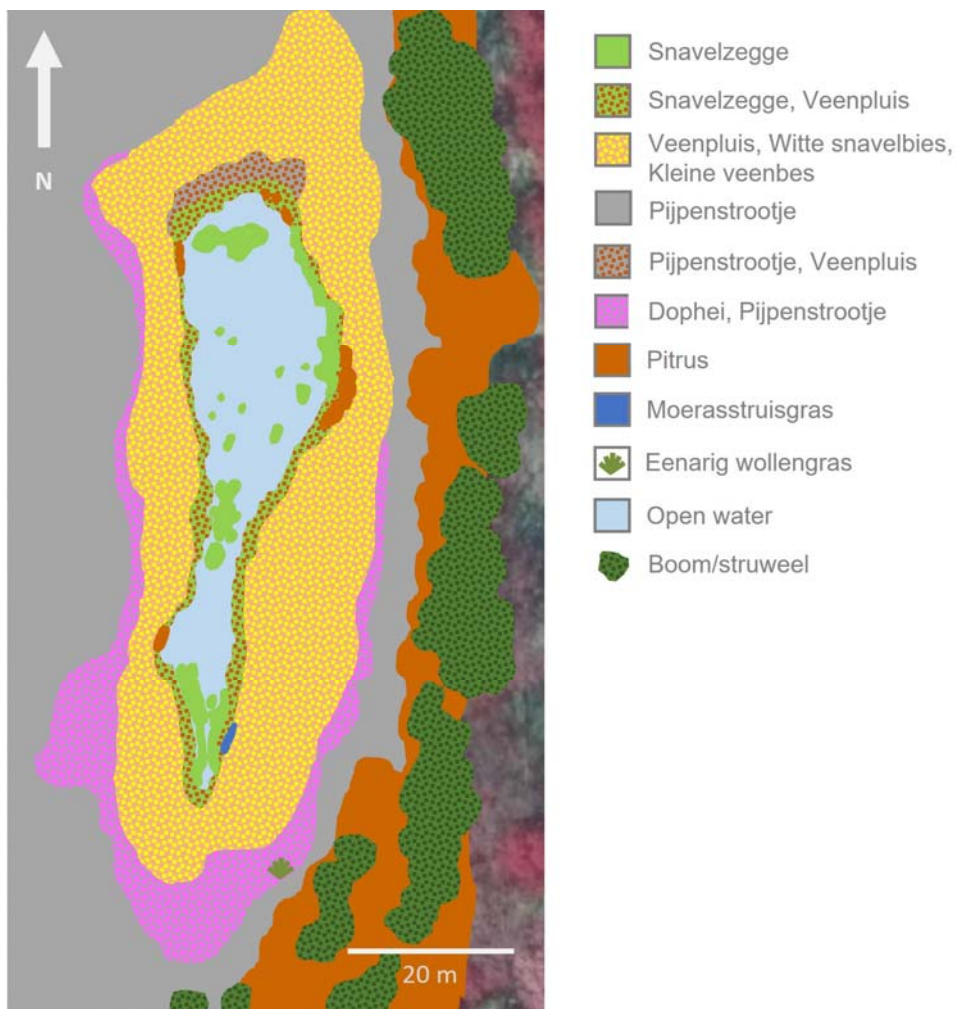 N
20 m
Snavelzegge
Snavelzegge, Veenpluis
Veenpluis, Witte snavelbies,
Kleine veenbes
Pijpenstrootje
Pijpenstrootje, Veenpluis
Dophei, Pijpenstrootje
Pitrus
Moerasstruisgras
Eenarig wollengras
Open water
Boom/struweel